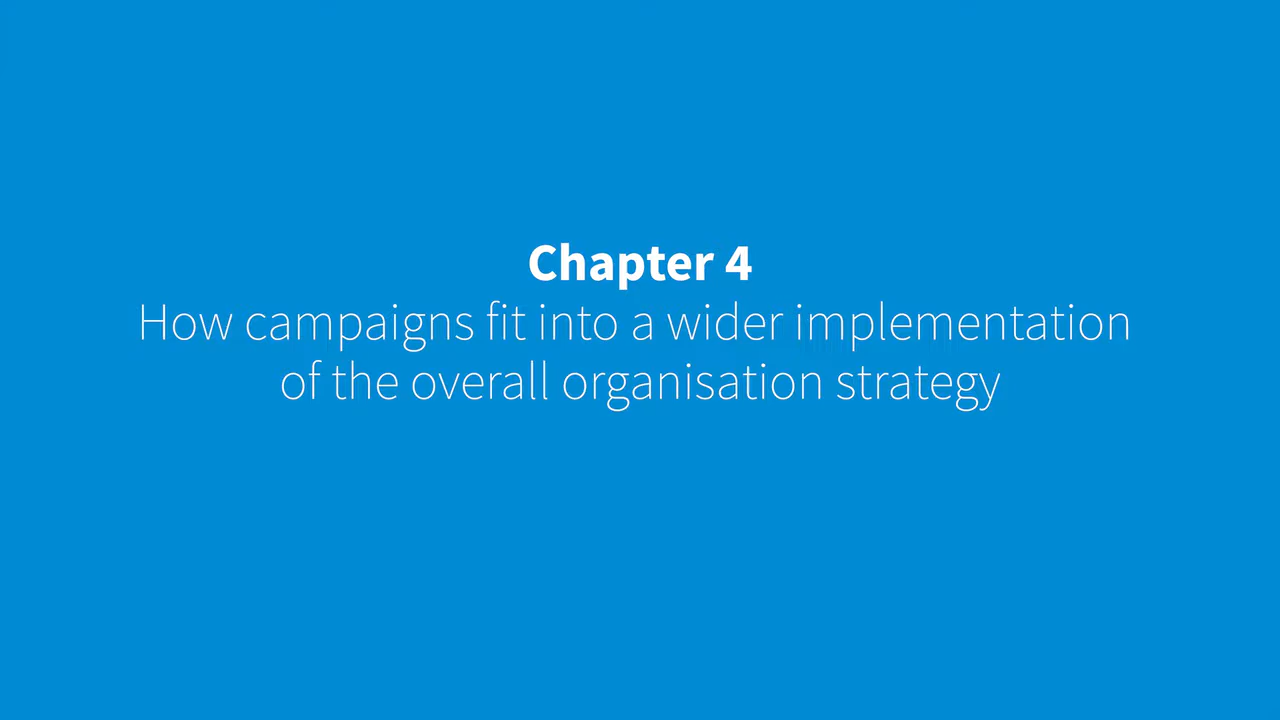 Chapter 4
How campaigns fit into a wider implementation
of the overall organisation strategy